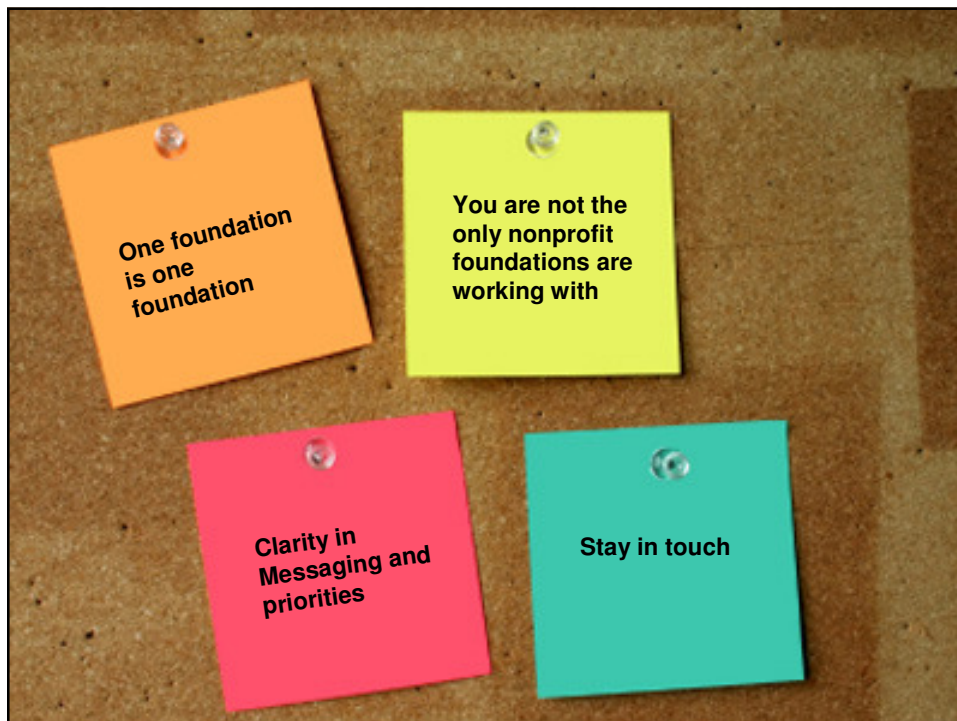 One foundation
is one
foundation
You are not the
only nonprofit
foundations are
working with
Clarity in
Messaging and
priorities
Stay in touch